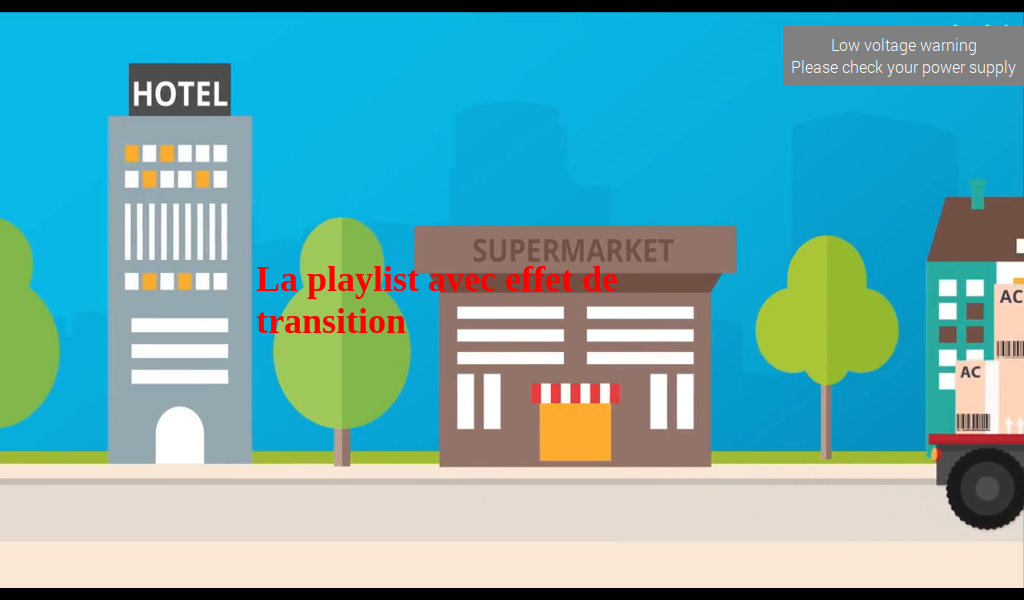 Low voltage warning
Please check your power supply
HOTEL
SUPERMARKET
La playlist avec effet de
transition
AC
AC